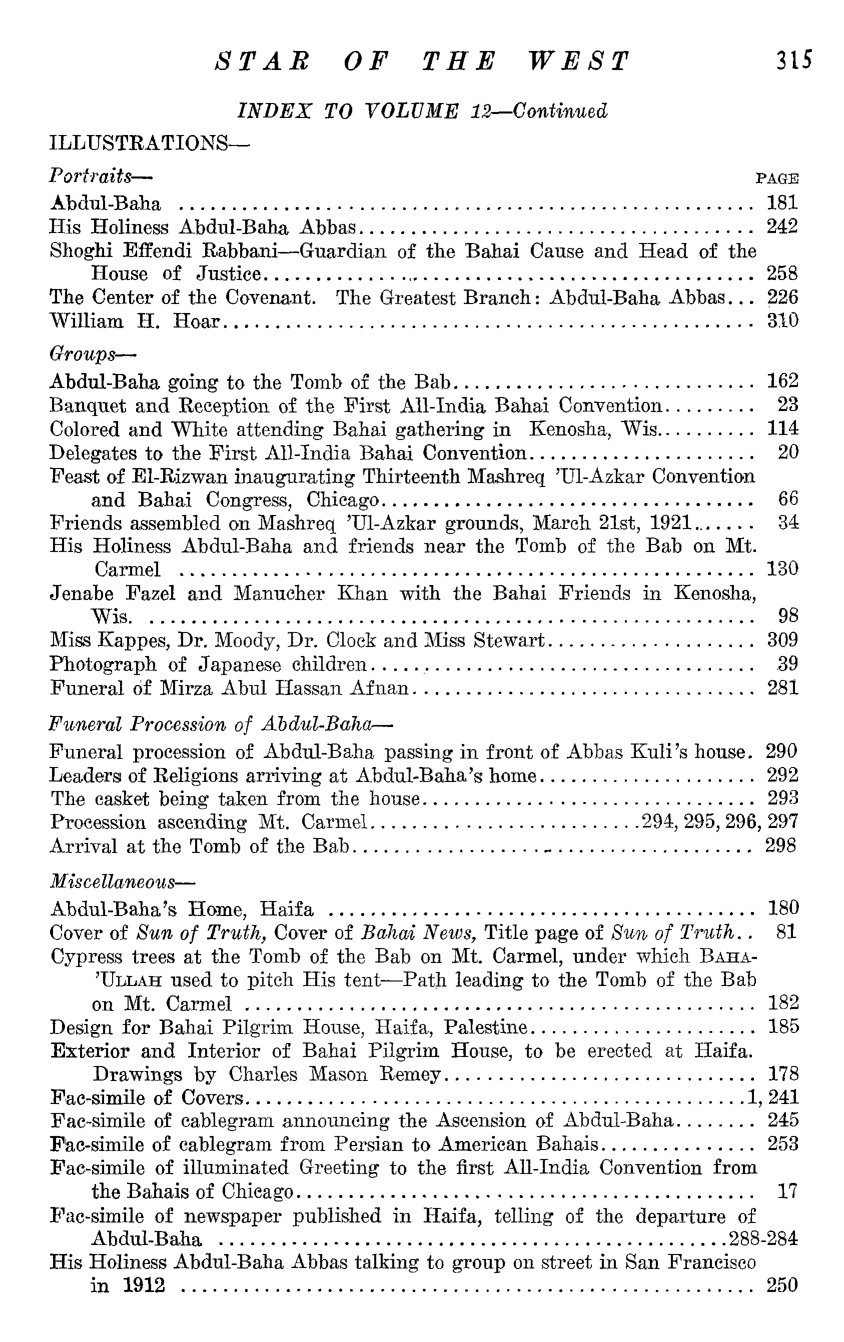 STAR OF THE WEST 315
INDEX TO VOLUME 12—Continued
ILLUSTRATIONS—
Portraits— PAGE
Abdul-Baha ........................................................ 181
His Holiness Abdul-Baha Abbas...................................... 242
Shoghi Effendi Rabbani—Guardian of the Bahai Cause and Head of the
House of Justice............................................... 258
The Center of the Covenant. The Greatest Branch: Abdul-Baha Abbas... 226
William H. Hoar................................................... 310
Groups—
Abdul-Baha going to the Tomb of the Bab............................. 162
Banquet and Reception of the First All-India Bahai Convention......... 23
Colored and White attending Bahai gathering in Kenosha, Wis.......... 114
Delegates to the First All-India Bahai Convention...................... 20
Feast of El-Rizwan inaugurating Thirteenth Mashreq 'Ul-Azkar Convention
and Bahai Congress, Chicago.................................... 66
Friends assembled on Mashreq 'Ul-Azkar grounds, March 21st, 1921....... 34
His Holiness Abdul-Baha and friends near the Tomb of the Bab on Mt.
Carmel ....................................................... 130
Jenabe Fazel and Manucher Khan with the Bahai Friends in Kenosha,
Wis. .......................................................... 98
Miss Kappes, Dr. Moody, Dr. Clock and Miss Stewart.................... 309
Photograph of Japanese children..................................... 39
Funeral of Mirza Abul Hassan Afnan................................. 281
Funeral Procession of Abdul-Baha—
Funeral procession of Abdul-Baha passing in front of Abbas Kuli's house. 290
Leaders of Religions arriving at Abdul-Baha's home..................... 292
The casket being taken from the house................................ 293
Procession ascending Mt. Carmel..........................294, 295, 296, 297
Arrival at the Tomb of the Bab...................................... 298
Miscellaneous—
Abdul-Baha's Home, Haifa ......................................... 180
Cover of Sun of Truth, Cover of Bahai News, Title page of Sun of Truth.. 81
Cypress trees at the Tomb of the Bab on Mt. Carmel, under which BAHA-
'ULLAH used to pitch His tent—Path leading to the Tomb of the Bab
on Mt. Carmel ................................................. 182
Design for Bahai Pilgrim House, Haifa, Palestine...................... 185
Exterior and Interior of Bahai Pilgrim House, to be erected at Haifa.
Drawings by Charles Mason Remey.............................. 178
Fac-simile of Covers................................................1, 241
Fac-simile of cablegram announcing the Ascension of Abdul-Baha........ 245
Fac-simile of cablegram from Persian to American Bahais............... 253
Fac-simile of illuminated Greeting to the first All-India Convention from
the Bahais of Chicago............................................ 17
Fac-simile of newspaper published in Haifa, telling of the departure of
Abdul-Baha .................................................288-284
His Holiness Abdul-Baha Abbas talking to group on street in San Francisco
in 1912 ....................................................... 250